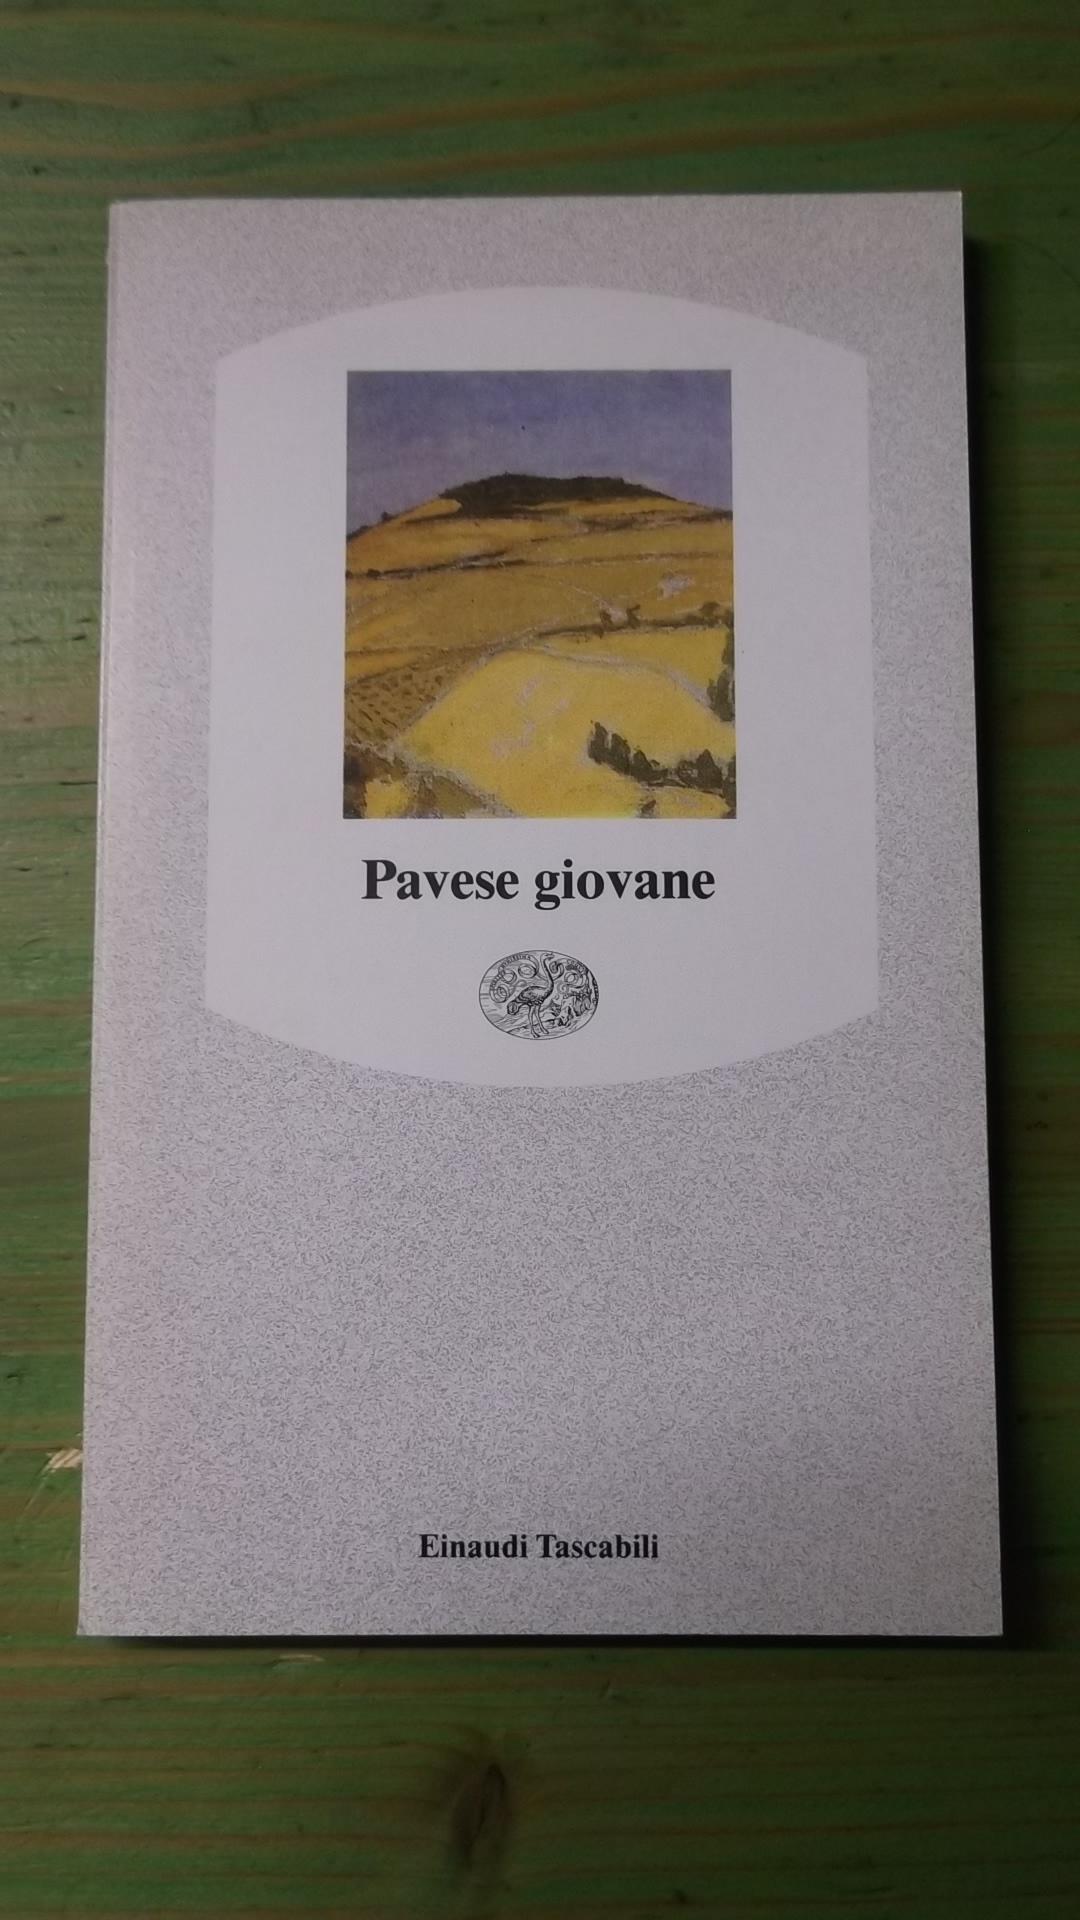 Pavese giovane
Einaudi Tascabili